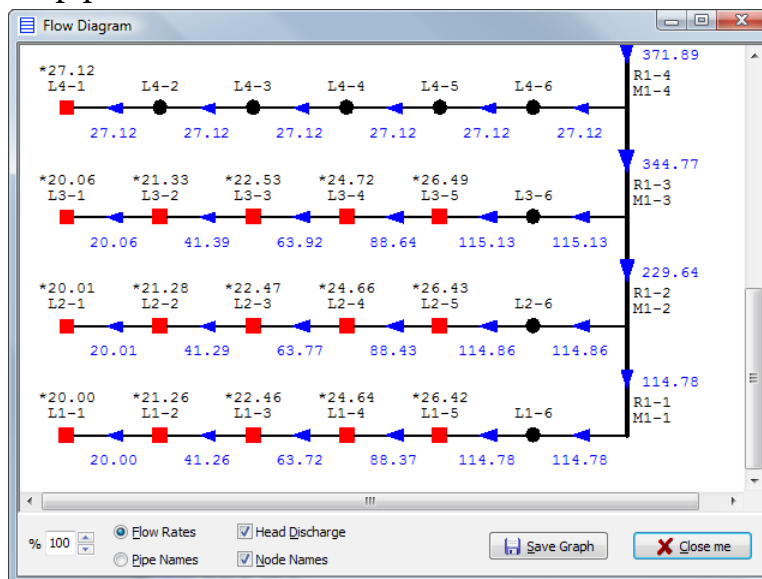 Flow Diagram
371.89
*27.12
L4-1 L4-2 L4-3 L4-4 L4-5 L4-6
R1-4
M1-4
27.12 27.12 27.12 27.12 27.12 27.12
344.77
*20.06 *21.33 *22.53 *24.72 *26.49
L3-1 L3-2 L3-3 L3-4 L3-5 L3-6
R1-3
M1-3
20.06 41.39 63.92 88.64 115.13 115.13
229.64
*20.01 *21.28 *22.47 *24.66 *26.43
L2-1 L2-2 L2-3 L2-4 L2-5 L2-6
R1-2
M1-2
20.01 41.29 63.77 88.43 114.86 114.86
114.78
*20.00 *21.26 *22.46 *24.64 *26.42
L1-1 L1-2 L1-3 L1-4 L1-5 L1-6
R1-1
M1-1
20.00 41.26 63.72 88.37 114.78 114.78
% 100 Flow Rates Head Discharge Save Graph Close me
Pipe Names Node Names